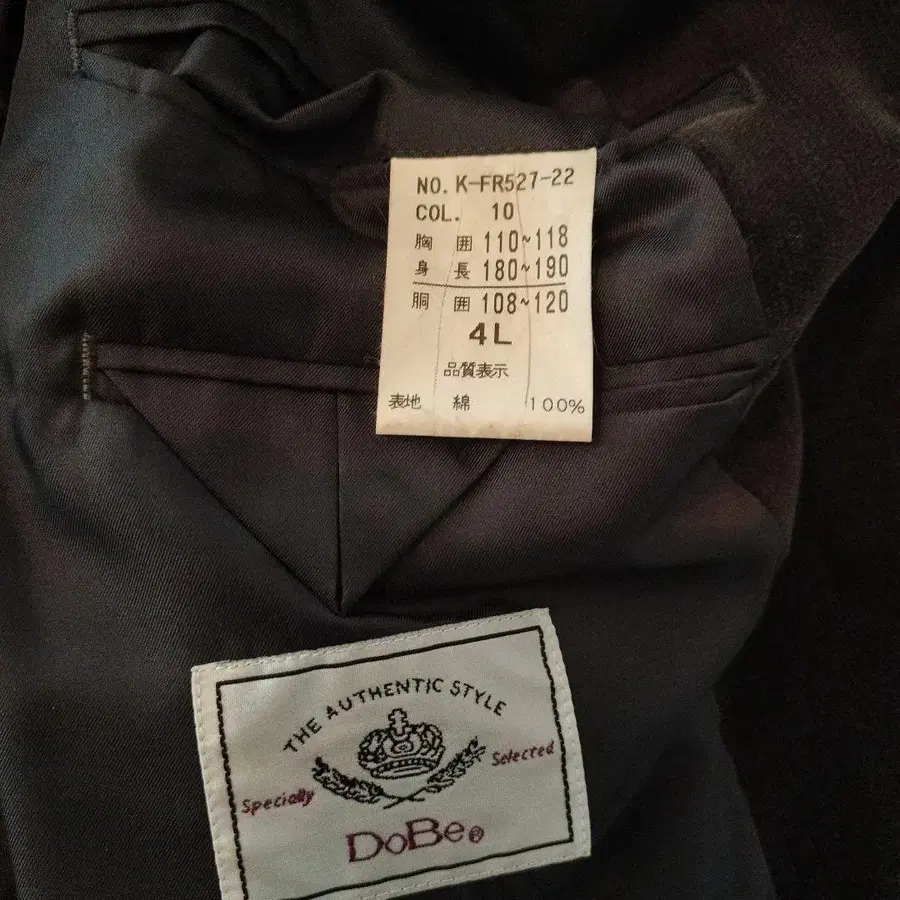 NO. K-FR527-22
COL. 10
胸 囲 110~118
身 長 180~190
胴 囲 108~120
4L
品質表示
表地 綿 100%
THE AUTHENTIC STYLE
Specially Selected
DoBe®